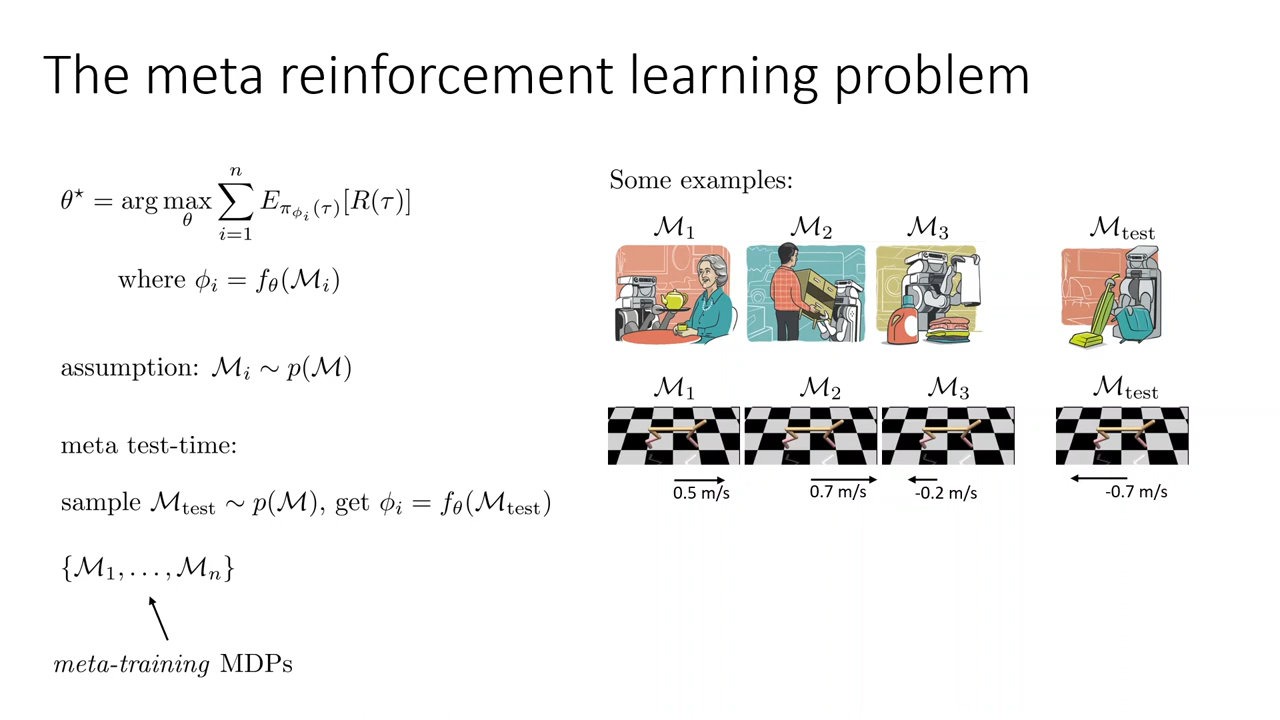 The meta reinforcement learning problem
θ⋆ = arg max_θ ∑_{i=1}^{n} E_{π_{ϕ_i}(τ)}[R(τ)]
where ϕ_i = f_θ(ℳ_i)
assumption: ℳ_i ∼ p(ℳ)
meta test-time:
sample ℳ_test ∼ p(ℳ), get ϕ_i = f_θ(ℳ_test)
{ℳ_1, . . . , ℳ_n}
meta-training MDPs
Some examples:
ℳ_1 ℳ_2 ℳ_3 ℳ_test
ℳ_1 ℳ_2 ℳ_3 ℳ_test
0.5 m/s 0.7 m/s -0.2 m/s -0.7 m/s